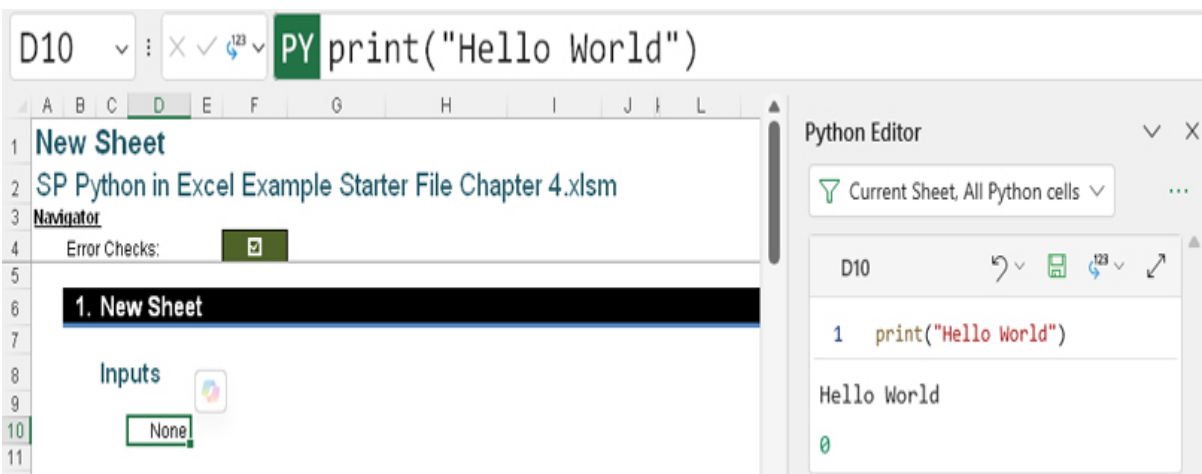 D10 123 PY print("Hello World")
A B C D E F G H I J L
1 New Sheet
2 SP Python in Excel Example Starter File Chapter 4.xlsm
3 Navigator
4 Error Checks:
5
6 1. New Sheet
7
8 Inputs
9
10 None
11
Python Editor
Current Sheet, All Python cells
D10 123
1 print("Hello World")
Hello World
0